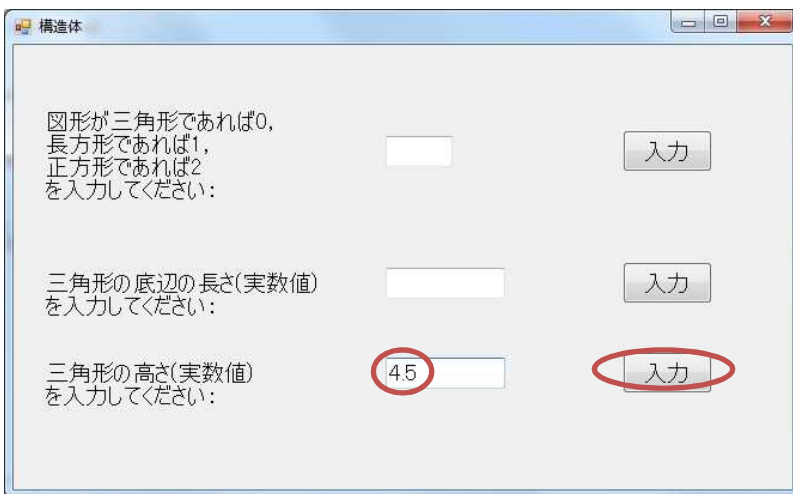 構造体
図形が三角形であれば0,
長方形であれば1,
正方形であれば2
を入力してください:
入力
三角形の底辺の長さ(実数値)
を入力してください:
入力
三角形の高さ(実数値)
を入力してください:
4.5
入力